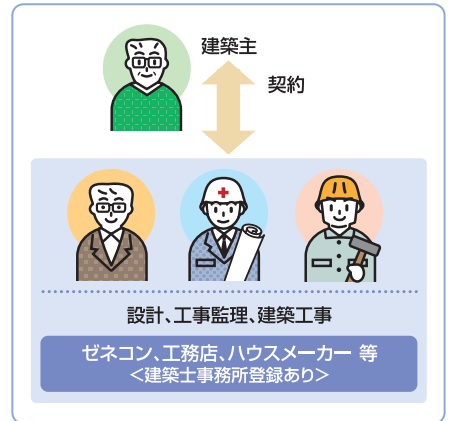 建築主
契約
設計、工事監理、建築工事
ゼネコン、工務店、ハウスメーカー 等
＜建築士事務所登録あり＞